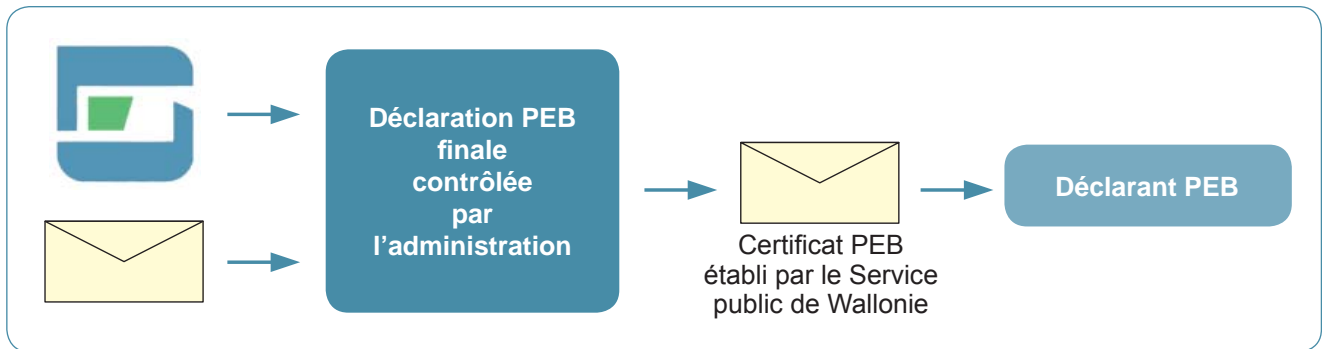 Déclaration PEB
finale
contrôlée
par
l’administration
Certificat PEB
établi par le Service
public de Wallonie
Déclarant PEB